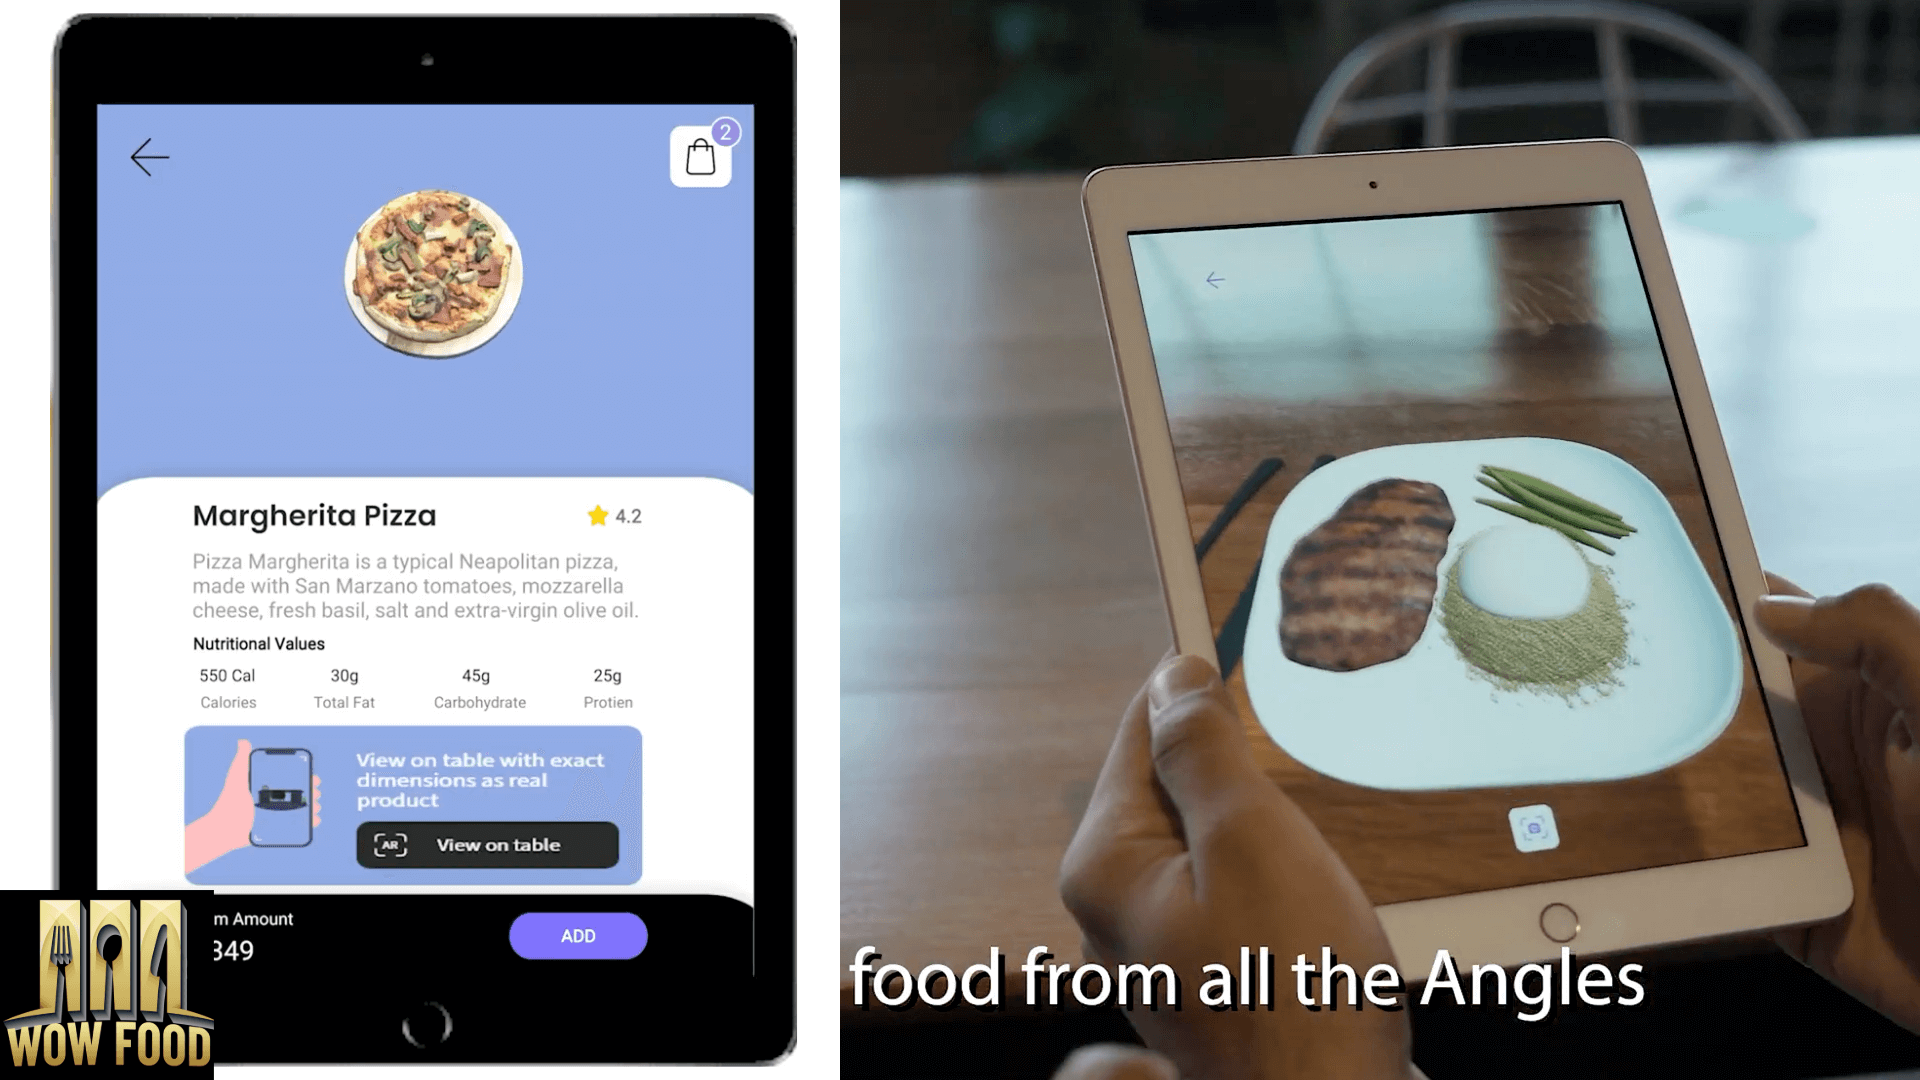 2
Margherita Pizza
4.2
Pizza Margherita is a typical Neapolitan pizza,
made with San Marzano tomatoes, mozzarella
cheese, fresh basil, salt and extra-virgin olive oil.
Nutritional Values
550 Cal 30g 45g 25g
Calories Total Fat Carbohydrate Protien
View on table with exact
dimensions as real
product
AR View on table
m Amount
349
ADD
WOW FOOD
food from all the Angles